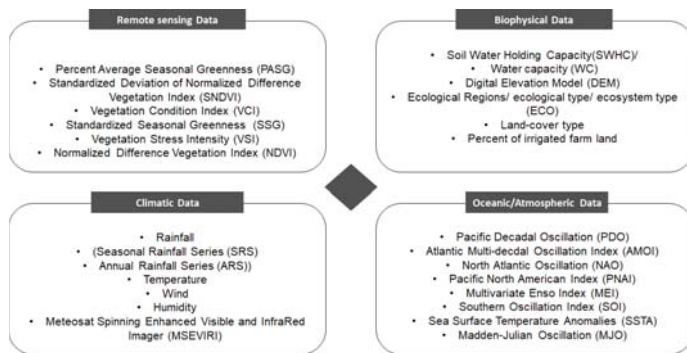 Remote sensing Data
• Percent Average Seasonal Greenness (PASG)
• Standardized Deviation of Normalized Difference
Vegetation Index (SNDVI)
• Vegetation Condition Index (VCI)
• Standardized Seasonal Greenness (SSG)
• Vegetation Stress Intensity (VSI)
• Normalized Difference Vegetation Index (NDVI)
Biophysical Data
• Soil Water Holding Capacity(SWHC)/
• Water capacity (WC)
• Digital Elevation Model (DEM)
• Ecological Regions/ ecological type/ ecosystem type
(ECO)
• Land-cover type
• Percent of irrigated farm land
Climatic Data
• Rainfall
• (Seasonal Rainfall Series (SRS)
• Annual Rainfall Series (ARS))
• Temperature
• Wind
• Humidity
• Meteosat Spinning Enhanced Visible and InfraRed
Imager (MSEVIRI)
Oceanic/Atmospheric Data
• Pacific Decadal Oscillation (PDO)
• Atlantic Multi-decdal Oscillation Index (AMOI)
• North Atlantic Oscillation (NAO)
• Pacific North American Index (PNAI)
• Multivariate Enso Index (MEI)
• Southern Oscillation Index (SOI)
• Sea Surface Temperature Anomalies (SSTA)
• Madden-Julian Oscillation (MJO)